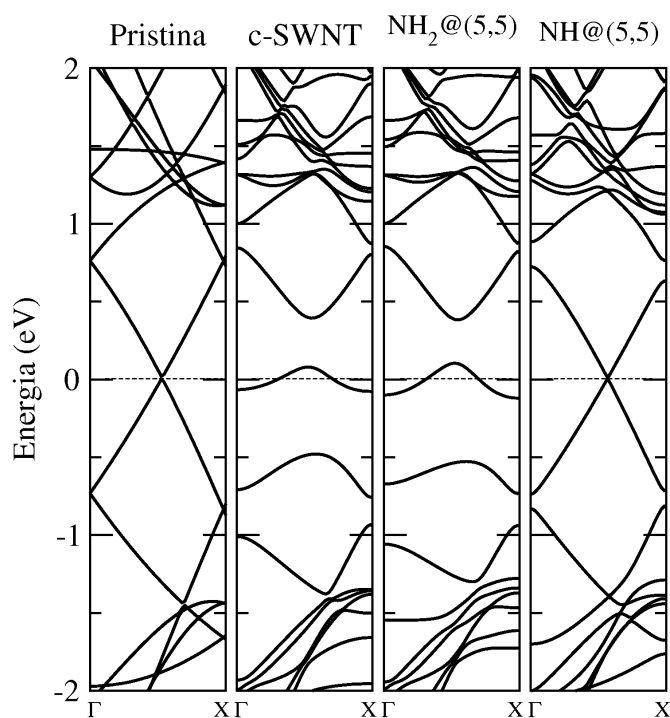 Pristina
c-SWNT
NH₂@(5,5)
NH@(5,5)
Energia (eV)
2
1
0
-1
-2
Γ X Γ X Γ X Γ X